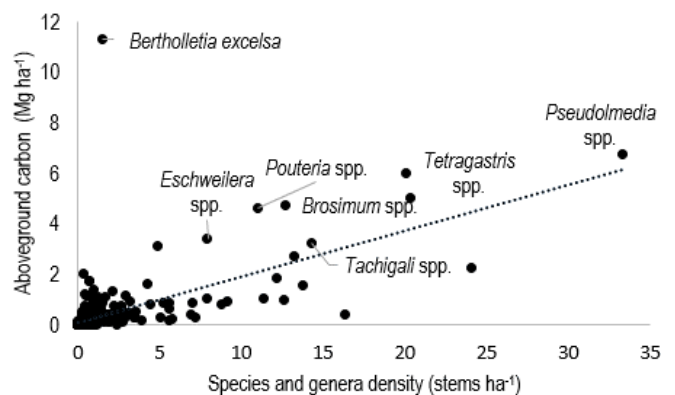 12
10
8
6
4
2
0
Aboveground carbon (Mg ha-1)
Bertholletia excelsa
Pseudolmedia
spp.
Tetragastris
spp.
Pouteria spp.
Eschweilera
spp.
Brosimum spp.
Tachigali spp.
0 5 10 15 20 25 30 35
Species and genera density (stems ha-1)